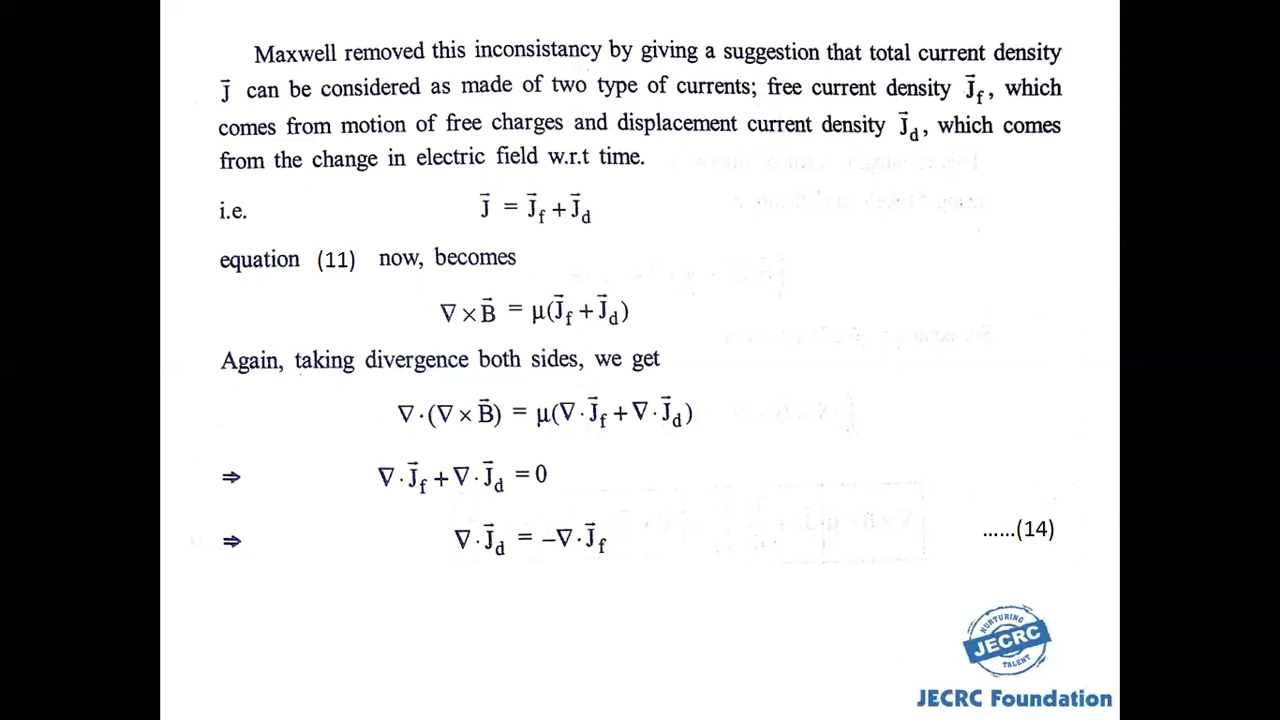 Maxwell removed this inconsistancy by giving a suggestion that total current density
J⃗ can be considered as made of two type of currents; free current density J⃗f, which
comes from motion of free charges and displacement current density J⃗d, which comes
from the change in electric field w.r.t time.
i.e. J⃗ = J⃗f + J⃗d
equation (11) now, becomes
∇ × B⃗ = μ(J⃗f + J⃗d)
Again, taking divergence both sides, we get
∇·(∇ × B⃗) = μ(∇·J⃗f + ∇·J⃗d)
⇒ ∇·J⃗f + ∇·J⃗d = 0
⇒ ∇·J⃗d = −∇·J⃗f ......(14)
NURTURING
JECRC
TALENT
JECRC Foundation